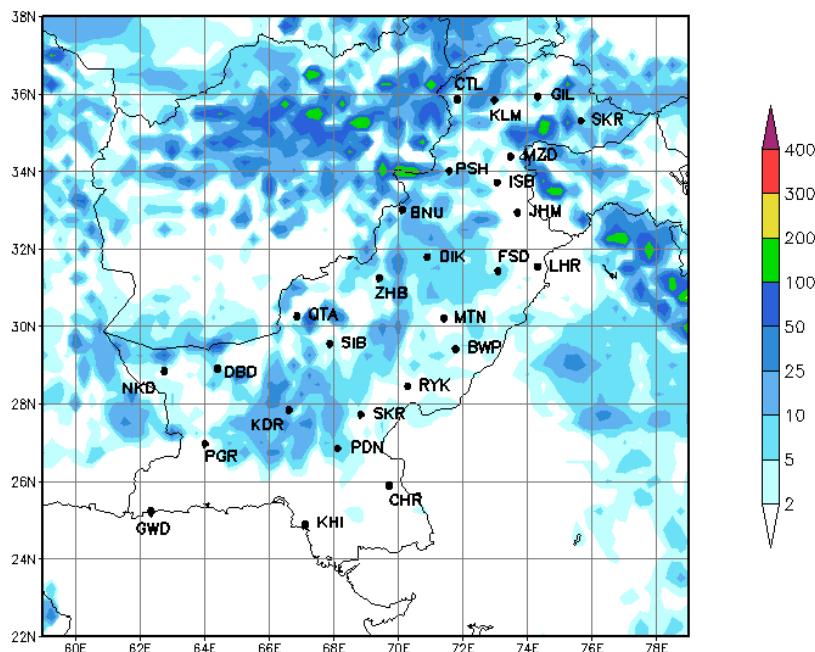 38N
36N
34N
32N
30N
28N
26N
24N
22N
CTL
GIL
KLM
SKR
MZD
PSH
ISB
BNU
JHM
DIK
FSD
LHR
ZHB
QTA
MTN
SIB
BWP
NKD
DBD
RYK
KDR
SKR
PGR
PDN
CHR
GWD
KHI
60E 62E 64E 66E 68E 70E 72E 74E 76E 78E
400
300
200
100
50
25
10
5
2